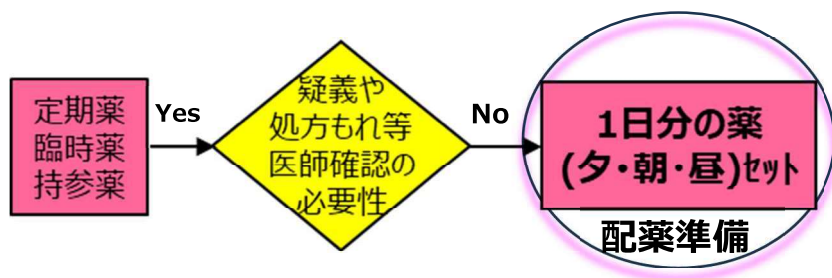 定期薬
臨時薬
持参薬
Yes
疑義や
処方もれ等
医師確認の
必要性
No
1日分の薬
(夕・朝・昼)ｾｯﾄ
配薬準備